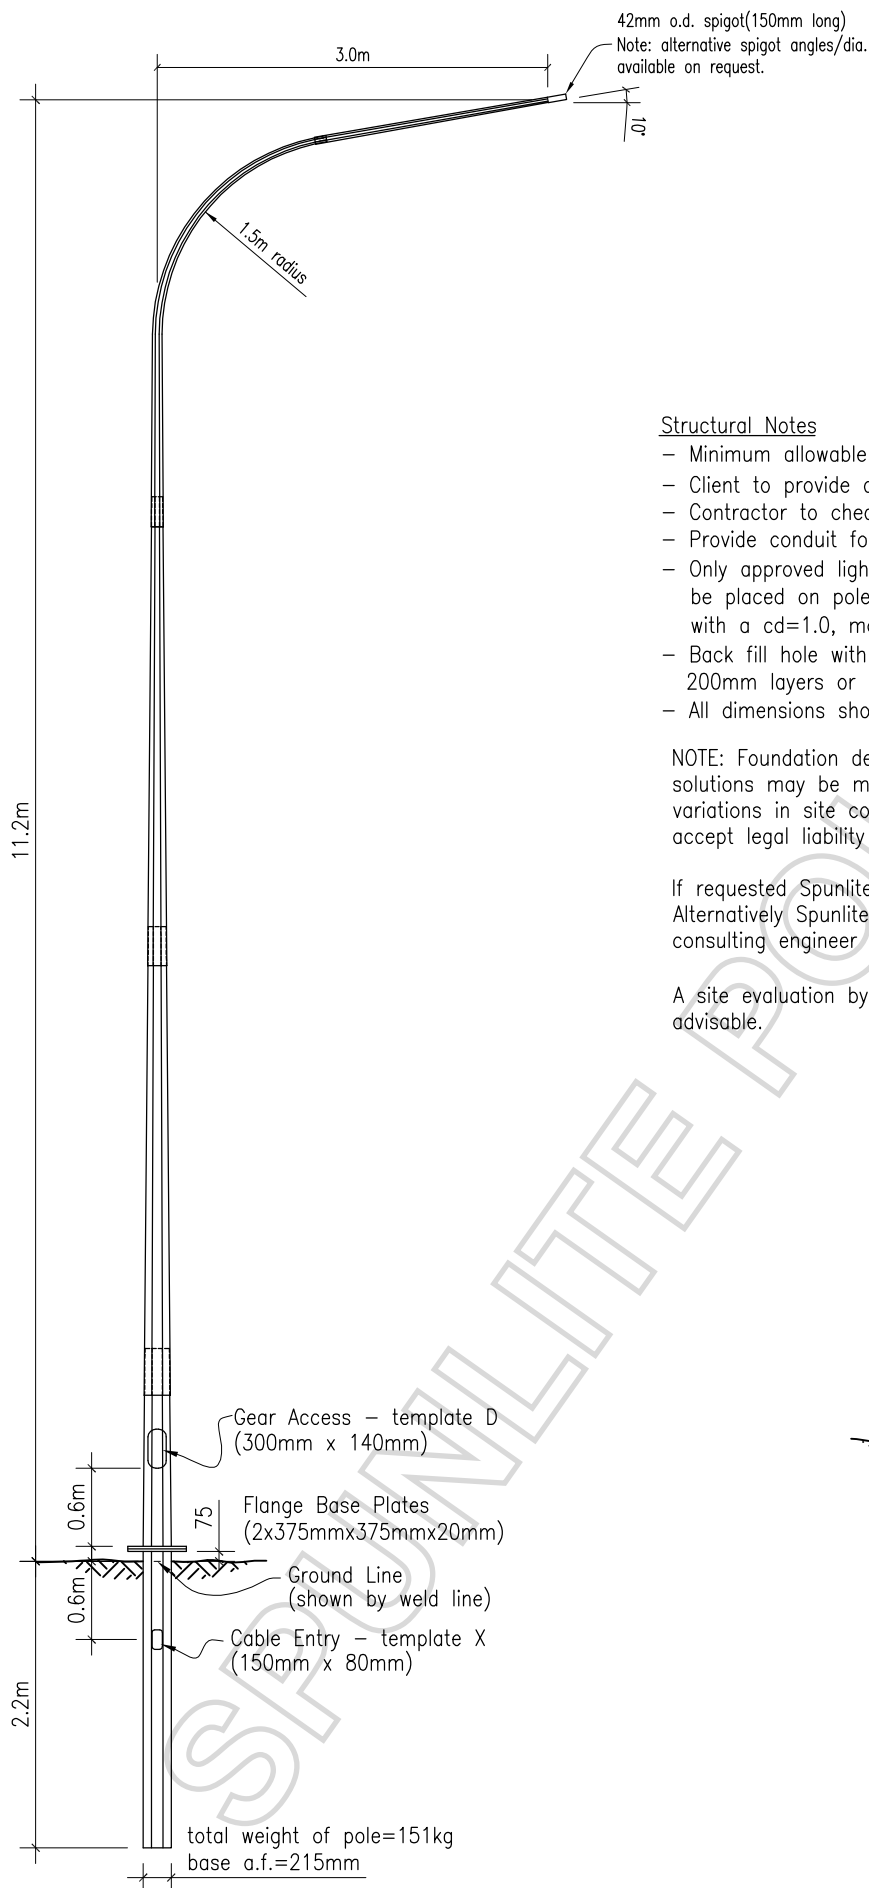 42mm o.d. spigot(150mm long)
Note: alternative spigot angles/dia.
available on request.
3.0m
10°
1.5m radius
Structural Notes
- Minimum allowable
- Client to provide
- Contractor to chec
- Provide conduit fo
- Only approved ligh
be placed on pole
with a cd=1.0, m
- Back fill hole with
200mm layers or
- All dimensions sho
NOTE: Foundation de
solutions may be m
variations in site co
accept legal liability
If requested Spunlite
Alternatively Spunlite
consulting engineer
A site evaluation by
advisable.
11.2m
Gear Access - template D
(300mm x 140mm)
0.6m
75
Flange Base Plates
(2x375mmx375mmx20mm)
Ground Line
(shown by weld line)
0.6m
Cable Entry - template X
(150mm x 80mm)
2.2m
total weight of pole=151kg
base a.f.=215mm
SPUNLITE PO